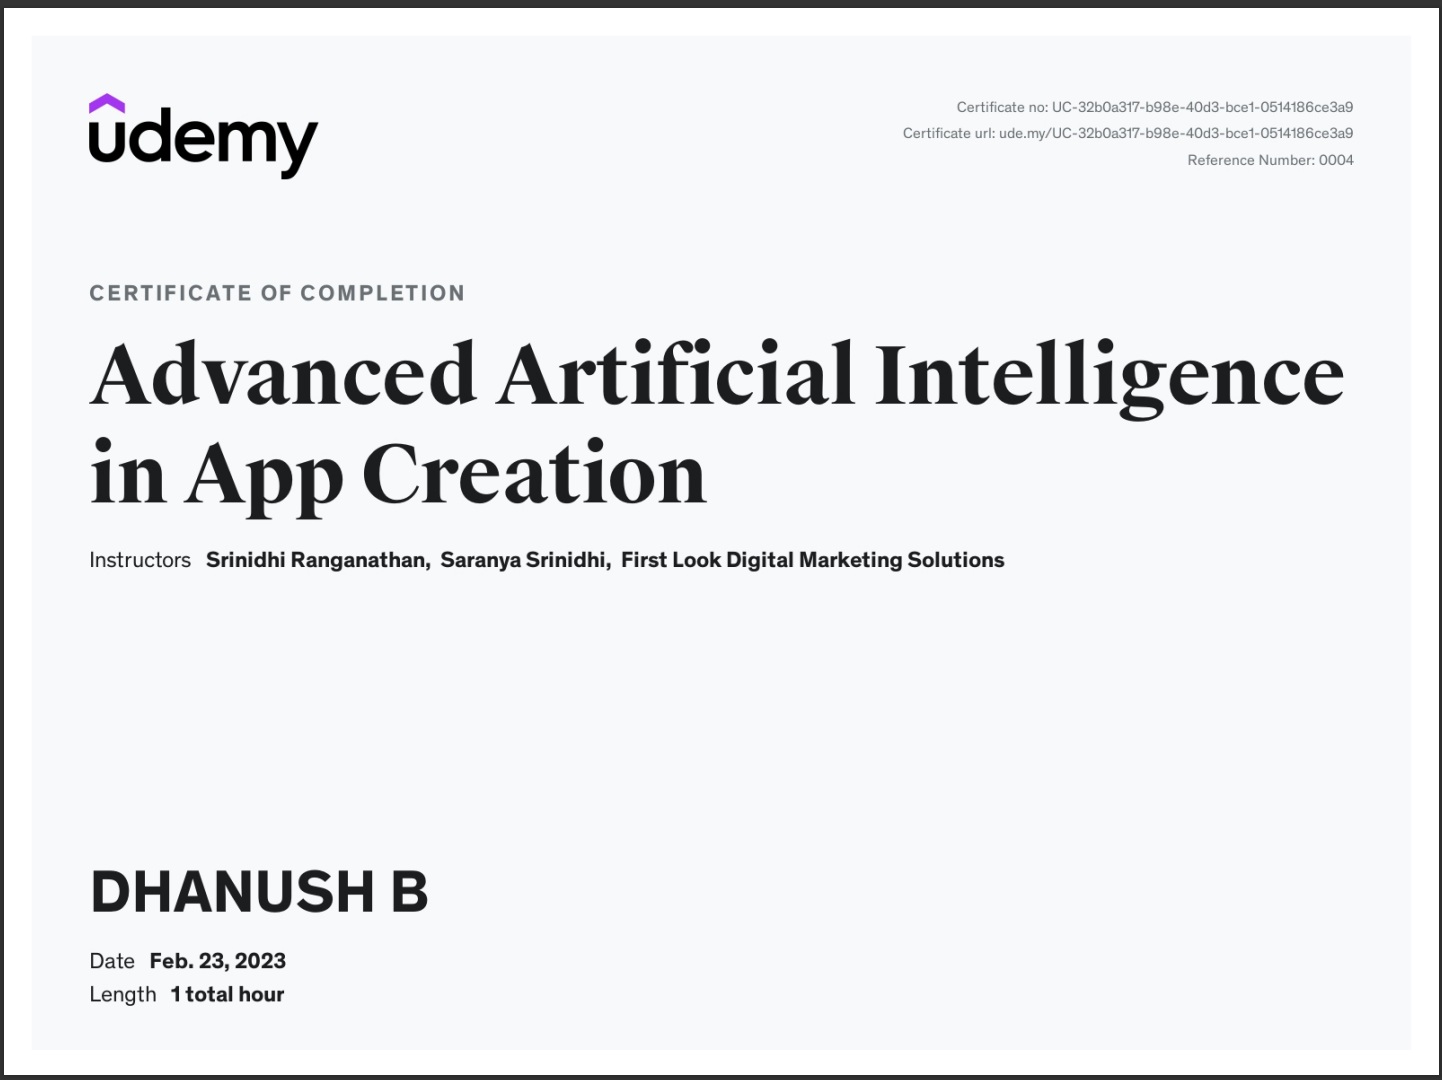 udemy
Certificate no: UC-32b0a317-b98e-40d3-bce1-0514186ce3a9
Certificate url: ude.my/UC-32b0a317-b98e-40d3-bce1-0514186ce3a9
Reference Number: 0004
CERTIFICATE OF COMPLETION
Advanced Artificial Intelligence
in App Creation
Instructors Srinidhi Ranganathan, Saranya Srinidhi, First Look Digital Marketing Solutions
DHANUSH B
Date Feb. 23, 2023
Length 1 total hour